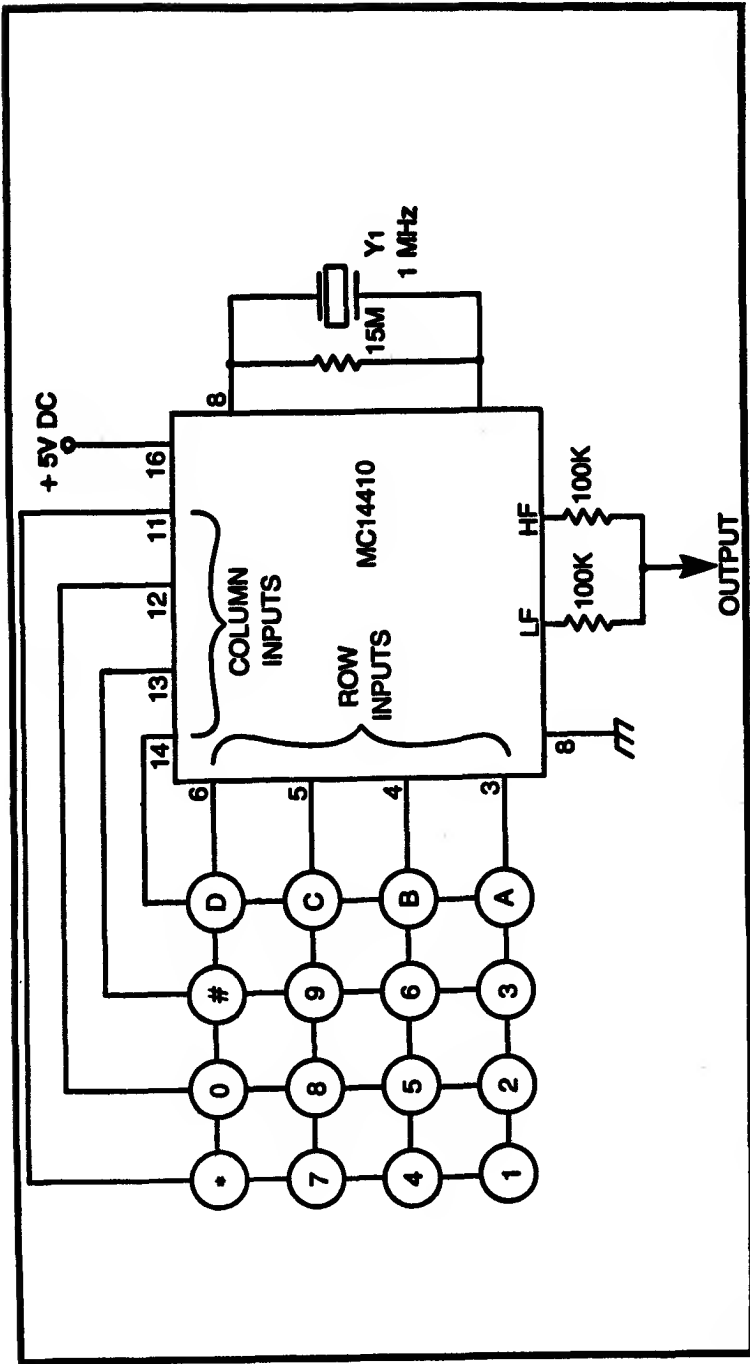 + 5V DC
16
11
12
13
14
COLUMN
INPUTS
ROW
INPUTS
MC14410
8
15M
Y1
1 MHz
6
5
4
3
D
C
B
A
#
9
6
3
0
8
5
2
*
7
4
1
8
LF
HF
100K
100K
OUTPUT